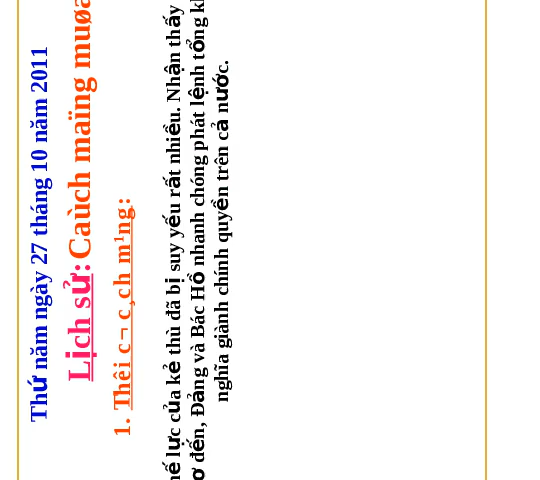 Thứ năm ngày 27 tháng 10 năm 2011
Lịch sử: Caùch maïng muøa
1. Thêi c¬ c¸ch m¹ng:
lực của kẻ thù đã bị suy yếu rất nhiều. Nhận thấy
đến, Đảng và Bác Hồ nhanh chóng phát lệnh tổng
nghĩa giành chính quyền trên cả nước.